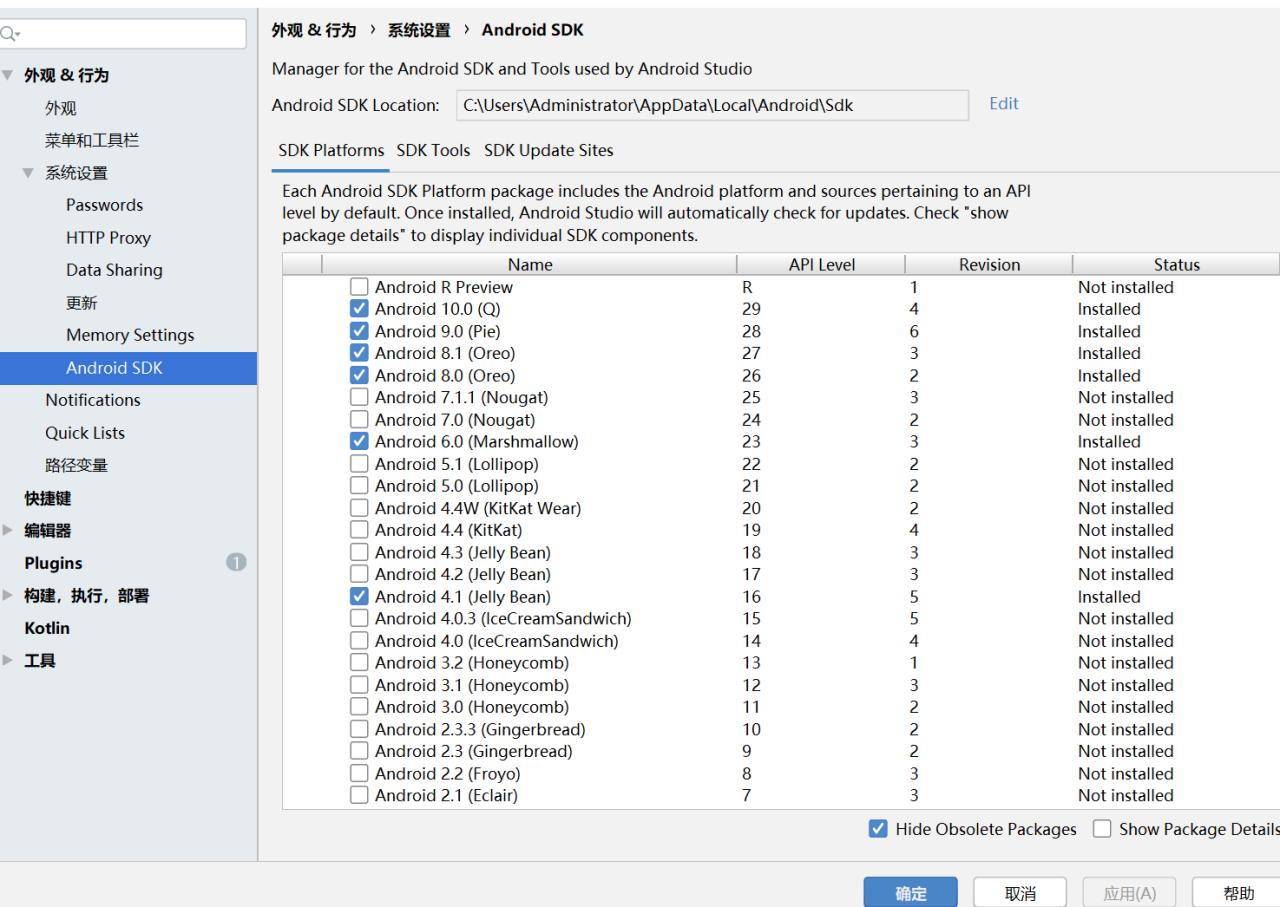 外观 & 行为
外观
菜单和工具栏
系统设置
Passwords
HTTP Proxy
Data Sharing
更新
Memory Settings
Android SDK
Notifications
Quick Lists
路径变量
快捷键
编辑器
Plugins 1
构建，执行，部署
Kotlin
工具
外观 & 行为 › 系统设置 › Android SDK
Manager for the Android SDK and Tools used by Android Studio
Android SDK Location: C:\Users\Administrator\AppData\Local\Android\Sdk Edit
SDK Platforms SDK Tools SDK Update Sites
Each Android SDK Platform package includes the Android platform and sources pertaining to an API
level by default. Once installed, Android Studio will automatically check for updates. Check "show
package details" to display individual SDK components.
Name API Level Revision Status
Android R Preview R 1 Not installed
Android 10.0 (Q) 29 4 Installed
Android 9.0 (Pie) 28 6 Installed
Android 8.1 (Oreo) 27 3 Installed
Android 8.0 (Oreo) 26 2 Installed
Android 7.1.1 (Nougat) 25 3 Not installed
Android 7.0 (Nougat) 24 2 Not installed
Android 6.0 (Marshmallow) 23 3 Installed
Android 5.1 (Lollipop) 22 2 Not installed
Android 5.0 (Lollipop) 21 2 Not installed
Android 4.4W (KitKat Wear) 20 2 Not installed
Android 4.4 (KitKat) 19 4 Not installed
Android 4.3 (Jelly Bean) 18 3 Not installed
Android 4.2 (Jelly Bean) 17 3 Not installed
Android 4.1 (Jelly Bean) 16 5 Installed
Android 4.0.3 (IceCreamSandwich) 15 5 Not installed
Android 4.0 (IceCreamSandwich) 14 4 Not installed
Android 3.2 (Honeycomb) 13 1 Not installed
Android 3.1 (Honeycomb) 12 3 Not installed
Android 3.0 (Honeycomb) 11 2 Not installed
Android 2.3.3 (Gingerbread) 10 2 Not installed
Android 2.3 (Gingerbread) 9 2 Not installed
Android 2.2 (Froyo) 8 3 Not installed
Android 2.1 (Eclair) 7 3 Not installed
Hide Obsolete Packages Show Package Details
确定 取消 应用(A) 帮助